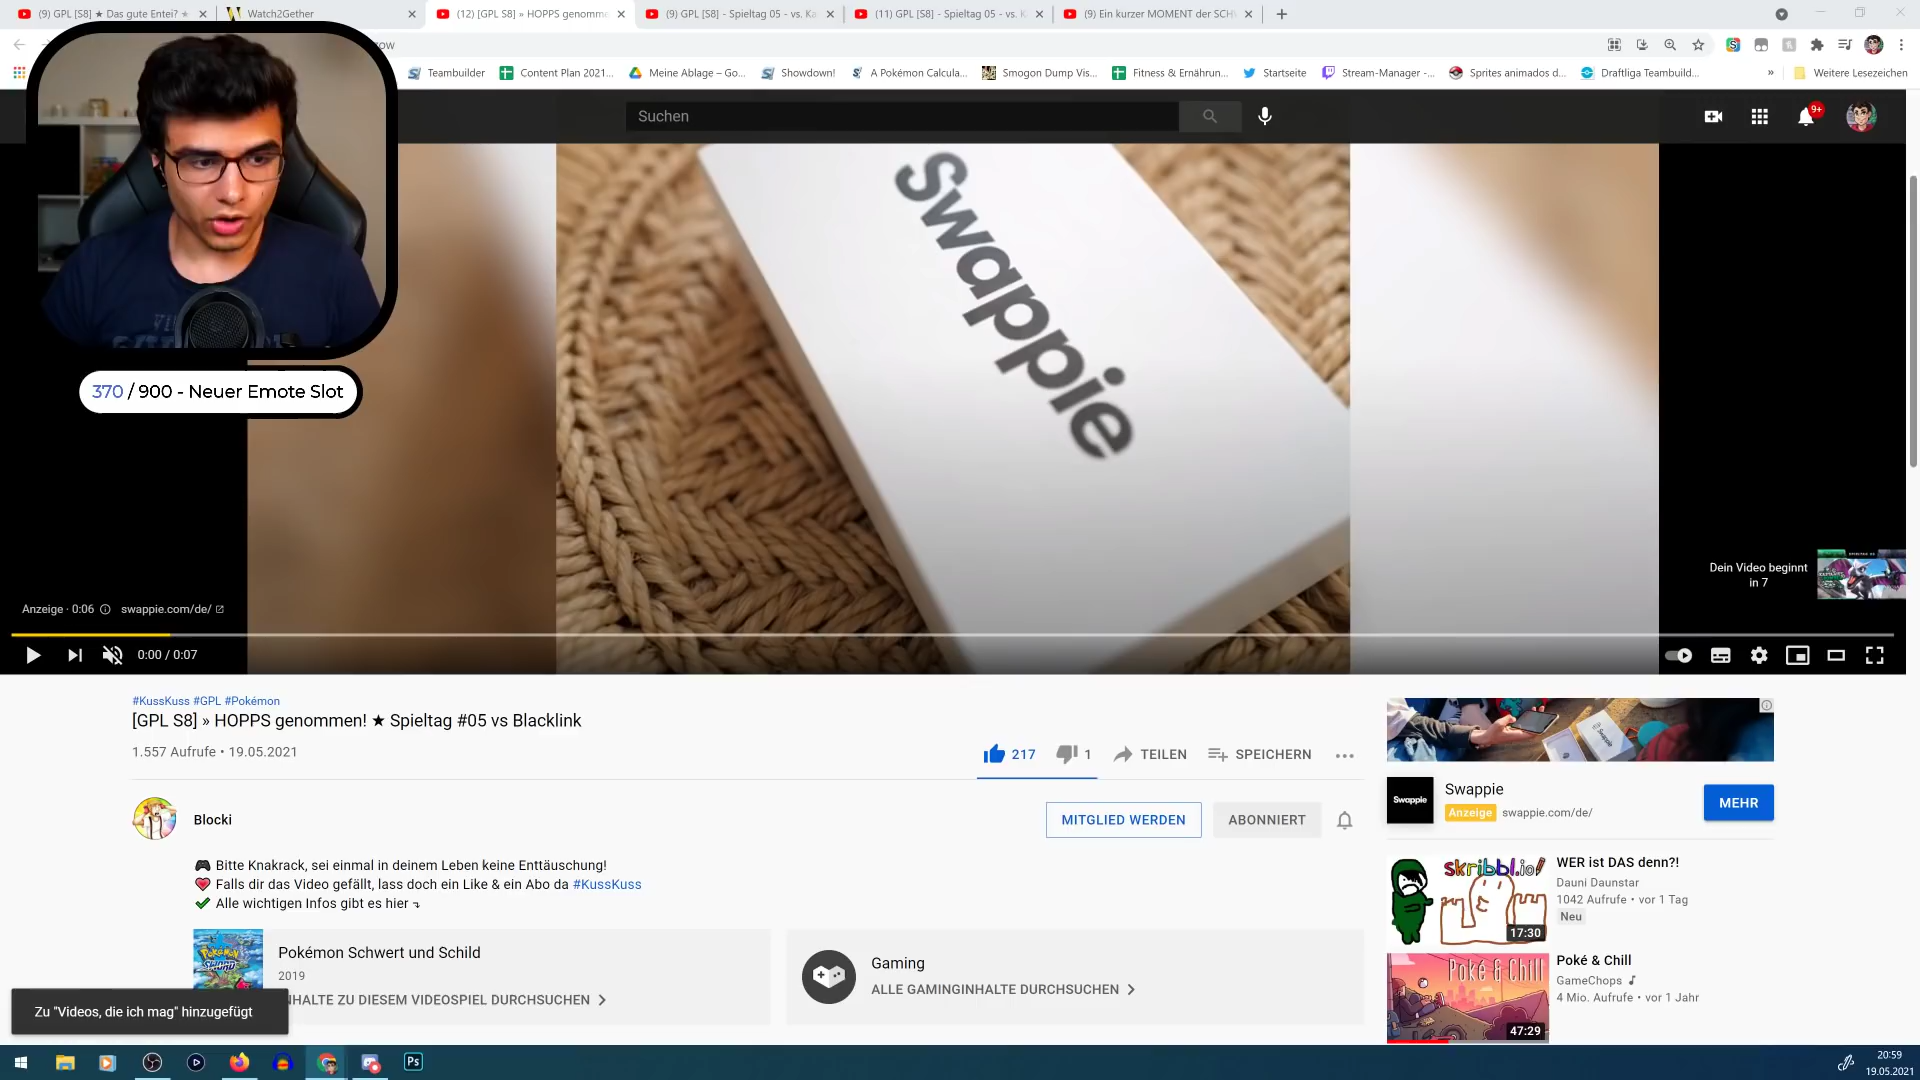 (9) GPL [S8] ★ Das gute Entei? ★
Watch2Gether
(12) [GPL S8] » HOPPS genomme
(9) GPL [S8] - Spieltag 05 - vs. Ka
(11) GPL [S8] - Spieltag 05 - vs. K
(9) Ein kurzer MOMENT der SCH
Teambuilder
Content Plan 2021...
Meine Ablage – Go...
Showdown!
A Pokémon Calcula...
Smogon Dump Vis...
Fitness & Ernährun...
Startseite
Stream-Manager -...
Sprites animados d...
Draftliga Teambuild...
»
Weitere Lesezeichen
Suchen
9+
Swappie
370 / 900 - Neuer Emote Slot
Dein Video beginnt
in 7
Anzeige · 0:06
swappie.com/de/
0:00 / 0:07
#KussKuss #GPL #Pokémon
[GPL S8] » HOPPS genommen! ★ Spieltag #05 vs Blacklink
1.557 Aufrufe • 19.05.2021
217
1
TEILEN
SPEICHERN
Blocki
MITGLIED WERDEN
ABONNIERT
🎮 Bitte Knakrack, sei einmal in deinem Leben keine Enttäuschung!
💗 Falls dir das Video gefällt, lass doch ein Like & ein Abo da #KussKuss
✔ Alle wichtigen Infos gibt es hier ⤵
Pokémon Schwert und Schild
2019
NHALTE ZU DIESEM VIDEOSPIEL DURCHSUCHEN
Gaming
ALLE GAMINGINHALTE DURCHSUCHEN
Swappie
Swappie
Anzeige swappie.com/de/
MEHR
skribbl.io
17:30
WER ist DAS denn?!
Dauni Daunstar
1042 Aufrufe • vor 1 Tag
Neu
Poké & Chill
47:29
Poké & Chill
GameChops
4 Mio. Aufrufe • vor 1 Jahr
Zu "Videos, die ich mag" hinzugefügt
Ps
20:59
19.05.2021